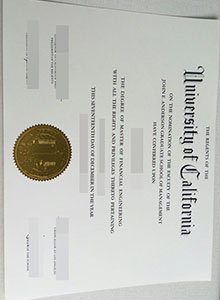 THE REGENTS OF THE
University of California
ON THE NOMINATION OF THE FACULTY OF THE
JOHN E. ANDERSON GRADUATE SCHOOL OF MANAGEMENT
HAVE CONFERRED UPON
THE DEGREE OF MASTER OF FINANCIAL ENGINEERING
WITH ALL THE RIGHTS AND PRIVILEGES THERETO PERTAINING
THIS SEVENTEENTH DAY OF DECEMBER IN THE YEAR